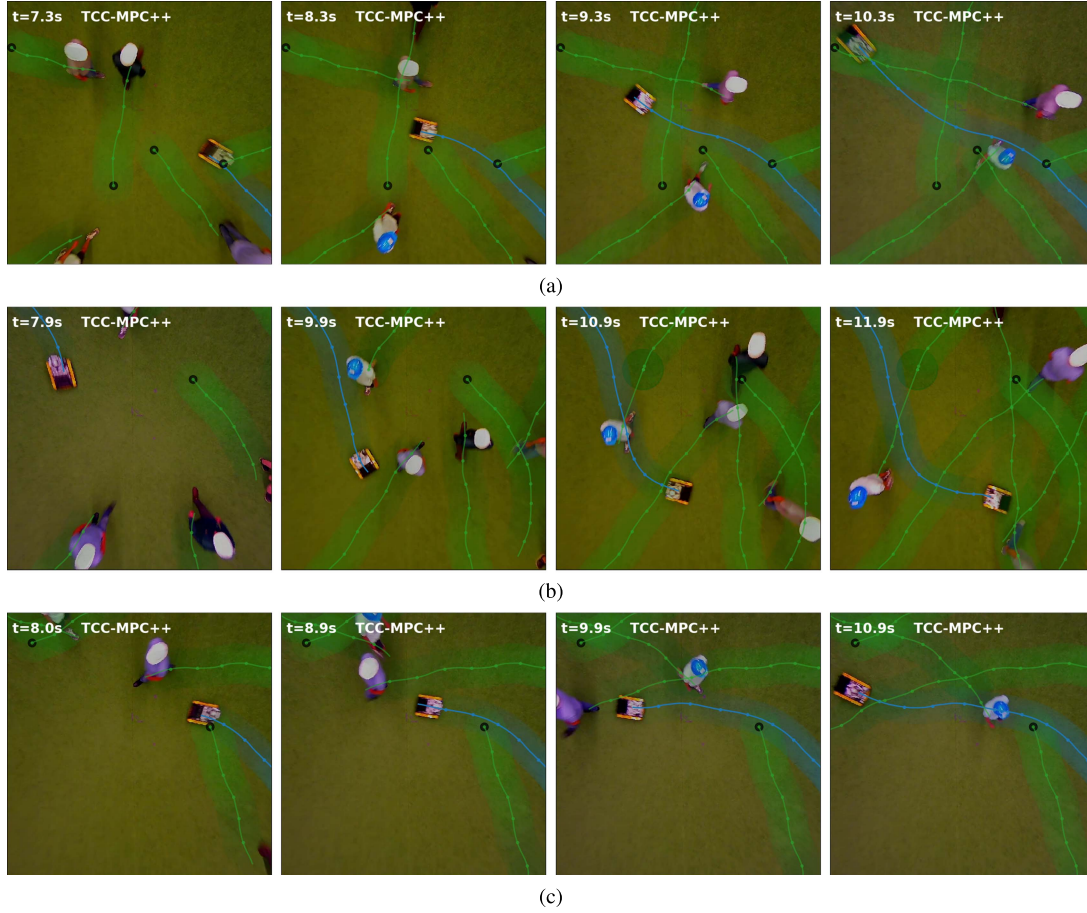 t=7.3s TCC-MPC++
t=8.3s TCC-MPC++
t=9.3s TCC-MPC++
t=10.3s TCC-MPC++
(a)
t=7.9s TCC-MPC++
t=9.9s TCC-MPC++
t=10.9s TCC-MPC++
t=11.9s TCC-MPC++
(b)
t=8.0s TCC-MPC++
t=8.9s TCC-MPC++
t=9.9s TCC-MPC++
t=10.9s TCC-MPC++
(c)